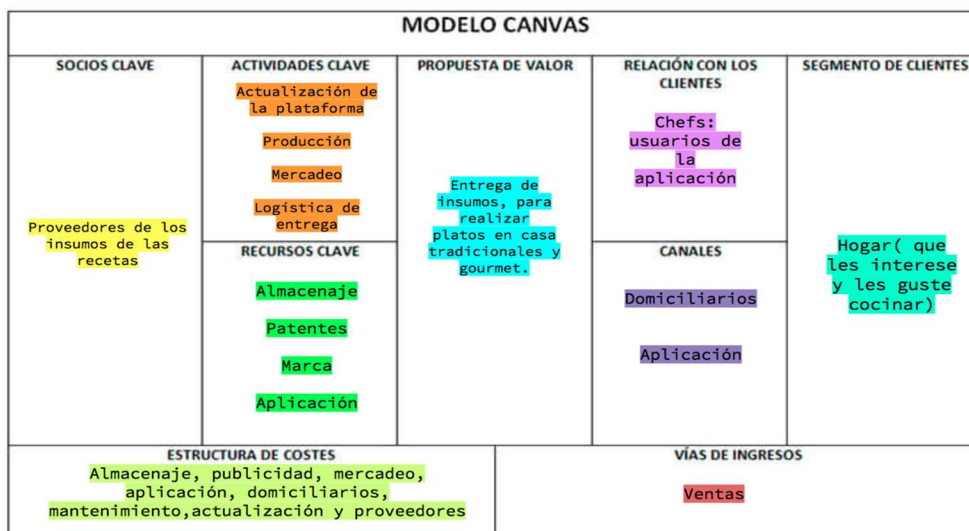 MODELO CANVAS
SOCIOS CLAVE
Proveedores de los
insumos de las
recetas
ACTIVIDADES CLAVE
Actualización de
la plataforma
Producción
Mercadeo
Logística de
entrega
RECURSOS CLAVE
Almacenaje
Patentes
Marca
Aplicación
PROPUESTA DE VALOR
Entrega de
insumos, para
realizar
platos en casa
tradicionales y
gourmet.
RELACIÓN CON LOS
CLIENTES
Chefs:
usuarios de
la
aplicación
CANALES
Domiciliarios
Aplicación
SEGMENTO DE CLIENTES
Hogar( que
les interese
y les guste
cocinar)
ESTRUCTURA DE COSTES
Almacenaje, publicidad, mercadeo,
aplicación, domiciliarios,
mantenimiento,actualización y proveedores
VÍAS DE INGRESOS
Ventas